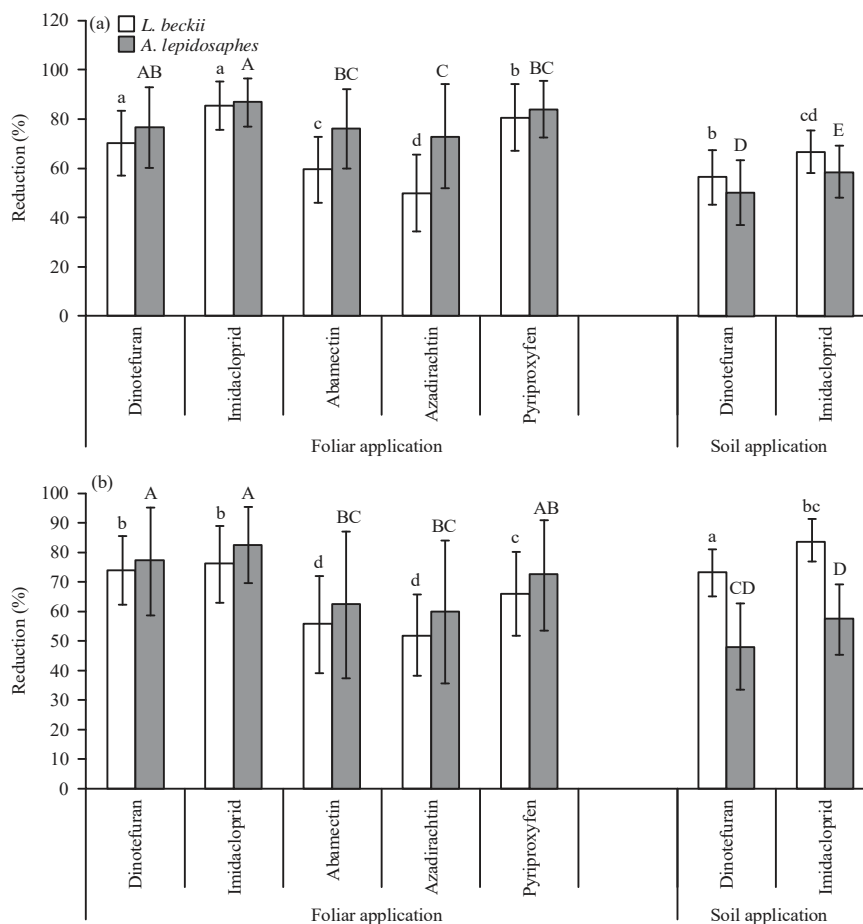 (a)
L. beckii
A. lepidosaphes
Reduction (%)
120
100
80
60
40
20
0
a AB a A c BC d C b BC b D cd E
Dinotefuran
Imidacloprid
Abamectin
Azadirachtin
Pyriproxyfen
Dinotefuran
Imidacloprid
Foliar application Soil application
(b)
Reduction (%)
100
90
80
70
60
50
40
30
20
10
0
b A b A d BC d BC c AB a CD bc D
Dinotefuran
Imidacloprid
Abamectin
Azadirachtin
Pyriproxyfen
Dinotefuran
Imidacloprid
Foliar application Soil application